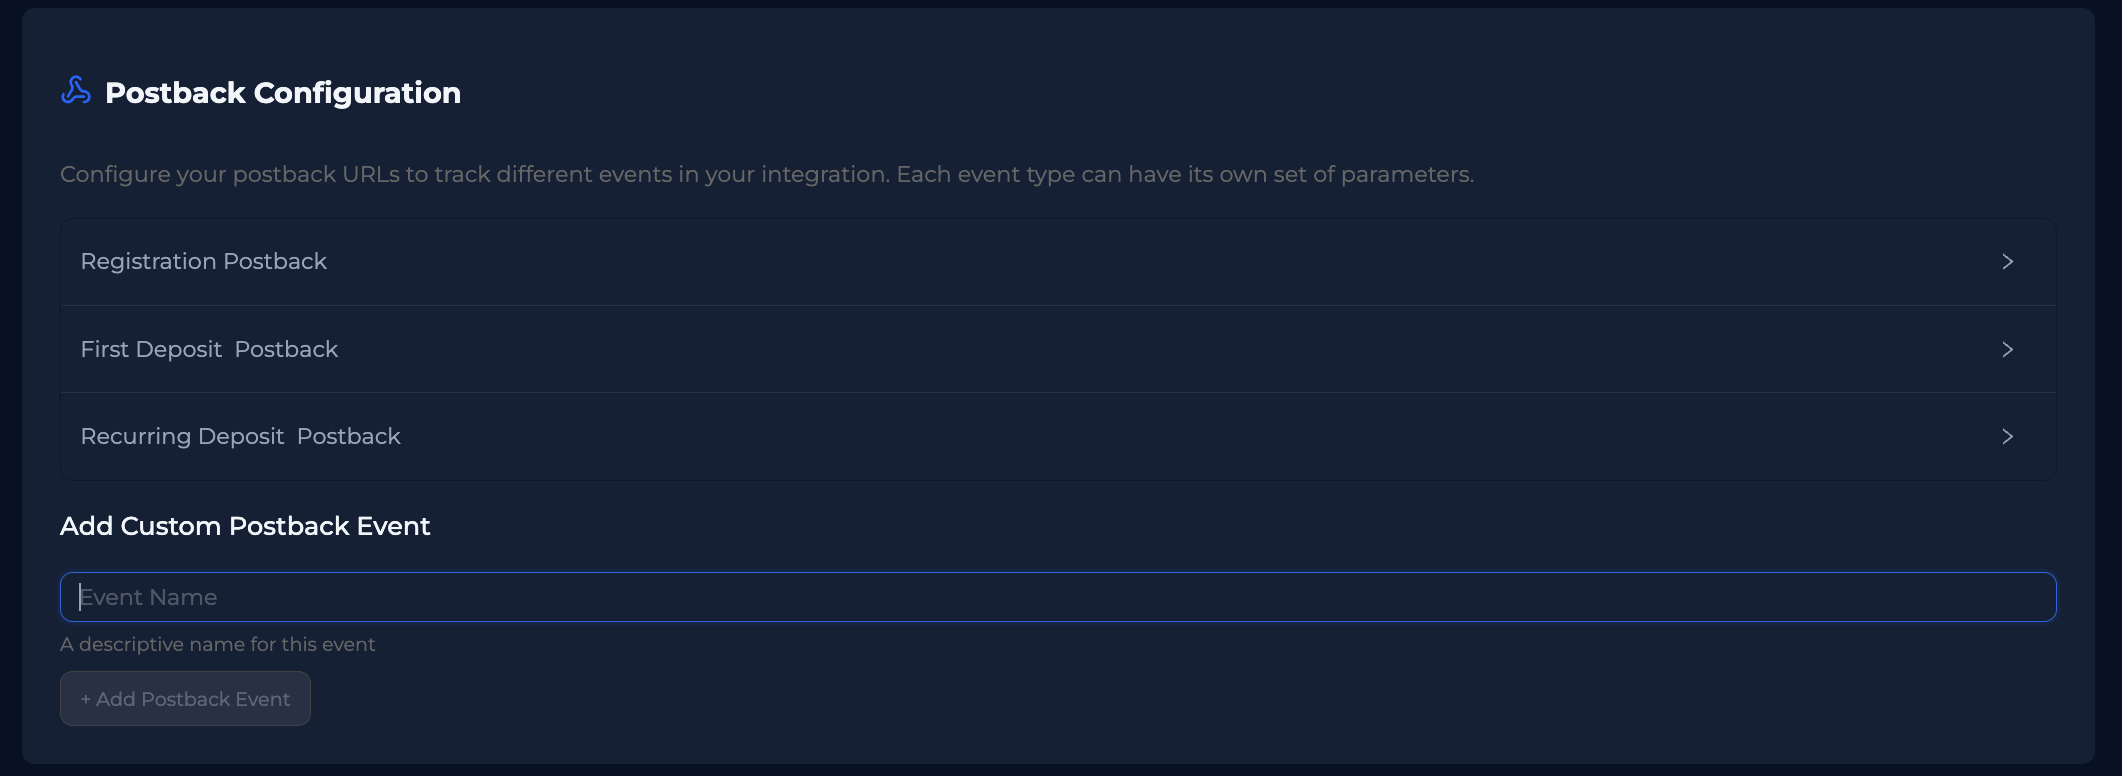 Postback Configuration
Configure your postback URLs to track different events in your integration. Each event type can have its own set of parameters.
Registration Postback
First Deposit  Postback
Recurring Deposit  Postback
Add Custom Postback Event
Event Name
A descriptive name for this event
+ Add Postback Event